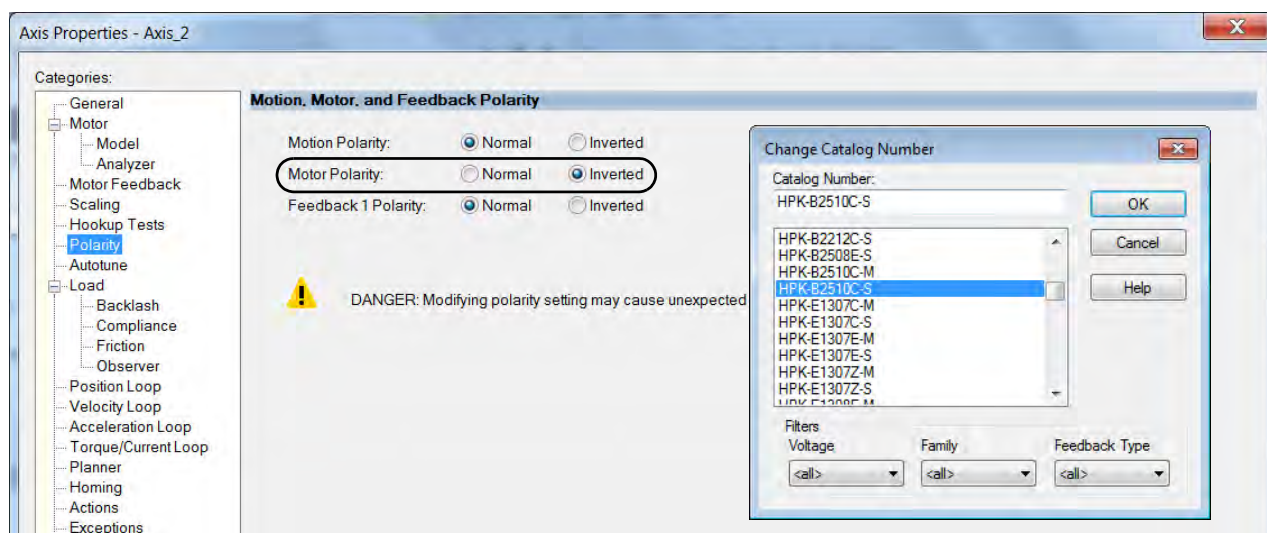 Axis Properties - Axis_2
X
Categories:
General
Motor
Model
Analyzer
Motor Feedback
Scaling
Hookup Tests
Polarity
Autotune
Load
Backlash
Compliance
Friction
Observer
Position Loop
Velocity Loop
Acceleration Loop
Torque/Current Loop
Planner
Homing
Actions
Exceptions
Motion, Motor, and Feedback Polarity
Motion Polarity: Normal Inverted
Motor Polarity: Normal Inverted
Feedback 1 Polarity: Normal Inverted
DANGER: Modifying polarity setting may cause unexpected
Change Catalog Number
Catalog Number:
HPK-B2510C-S
OK
Cancel
Help
HPK-B2212C-S
HPK-B2508E-S
HPK-B2510C-M
HPK-B2510C-S
HPK-E1307C-M
HPK-E1307C-S
HPK-E1307E-M
HPK-E1307E-S
HPK-E1307Z-M
HPK-E1307Z-S
HPK-E1308E-M
Filters
Voltage Family Feedback Type
<all> <all> <all>